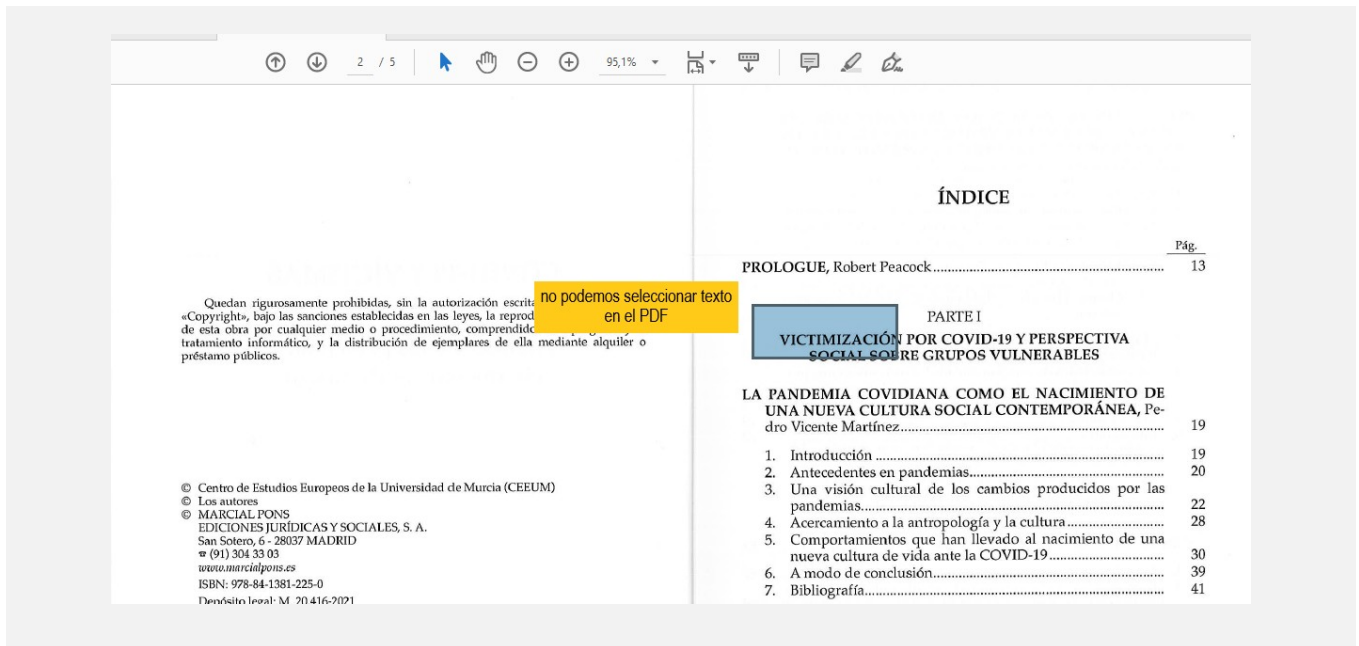 2 / 5
95,1%
Quedan rigurosamente prohibidas, sin la autorización escrita
«Copyright», bajo las sanciones establecidas en las leyes, la reprod
de esta obra por cualquier medio o procedimiento, comprendido
tratamiento informático, y la distribución de ejemplares de ella mediante alquiler o
préstamo públicos.
no podemos seleccionar texto
en el PDF
© Centro de Estudios Europeos de la Universidad de Murcia (CEEUM)
© Los autores
© MARCIAL PONS
EDICIONES JURÍDICAS Y SOCIALES, S. A.
San Sotero, 6 - 28037 MADRID
☎ (91) 304 33 03
www.marcialpons.es
ISBN: 978-84-1381-225-0
Depósito legal: M. 20.416-2021
ÍNDICE
Pág.
PROLOGUE, Robert Peacock 13
PARTE I
VICTIMIZACIÓN POR COVID-19 Y PERSPECTIVA
SOCIAL SOBRE GRUPOS VULNERABLES
LA PANDEMIA COVIDIANA COMO EL NACIMIENTO DE
UNA NUEVA CULTURA SOCIAL CONTEMPORÁNEA, Pe-
dro Vicente Martínez 19
1. Introducción 19
2. Antecedentes en pandemias 20
3. Una visión cultural de los cambios producidos por las
pandemias 22
4. Acercamiento a la antropología y la cultura 28
5. Comportamientos que han llevado al nacimiento de una
nueva cultura de vida ante la COVID-19 30
6. A modo de conclusión 39
7. Bibliografía 41